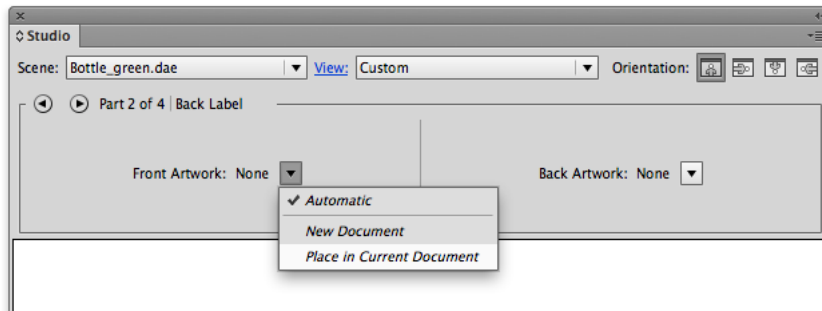 Studio
Scene: Bottle_green.dae View: Custom Orientation:
Part 2 of 4 | Back Label
Front Artwork: None Back Artwork: None
Automatic
New Document
Place in Current Document